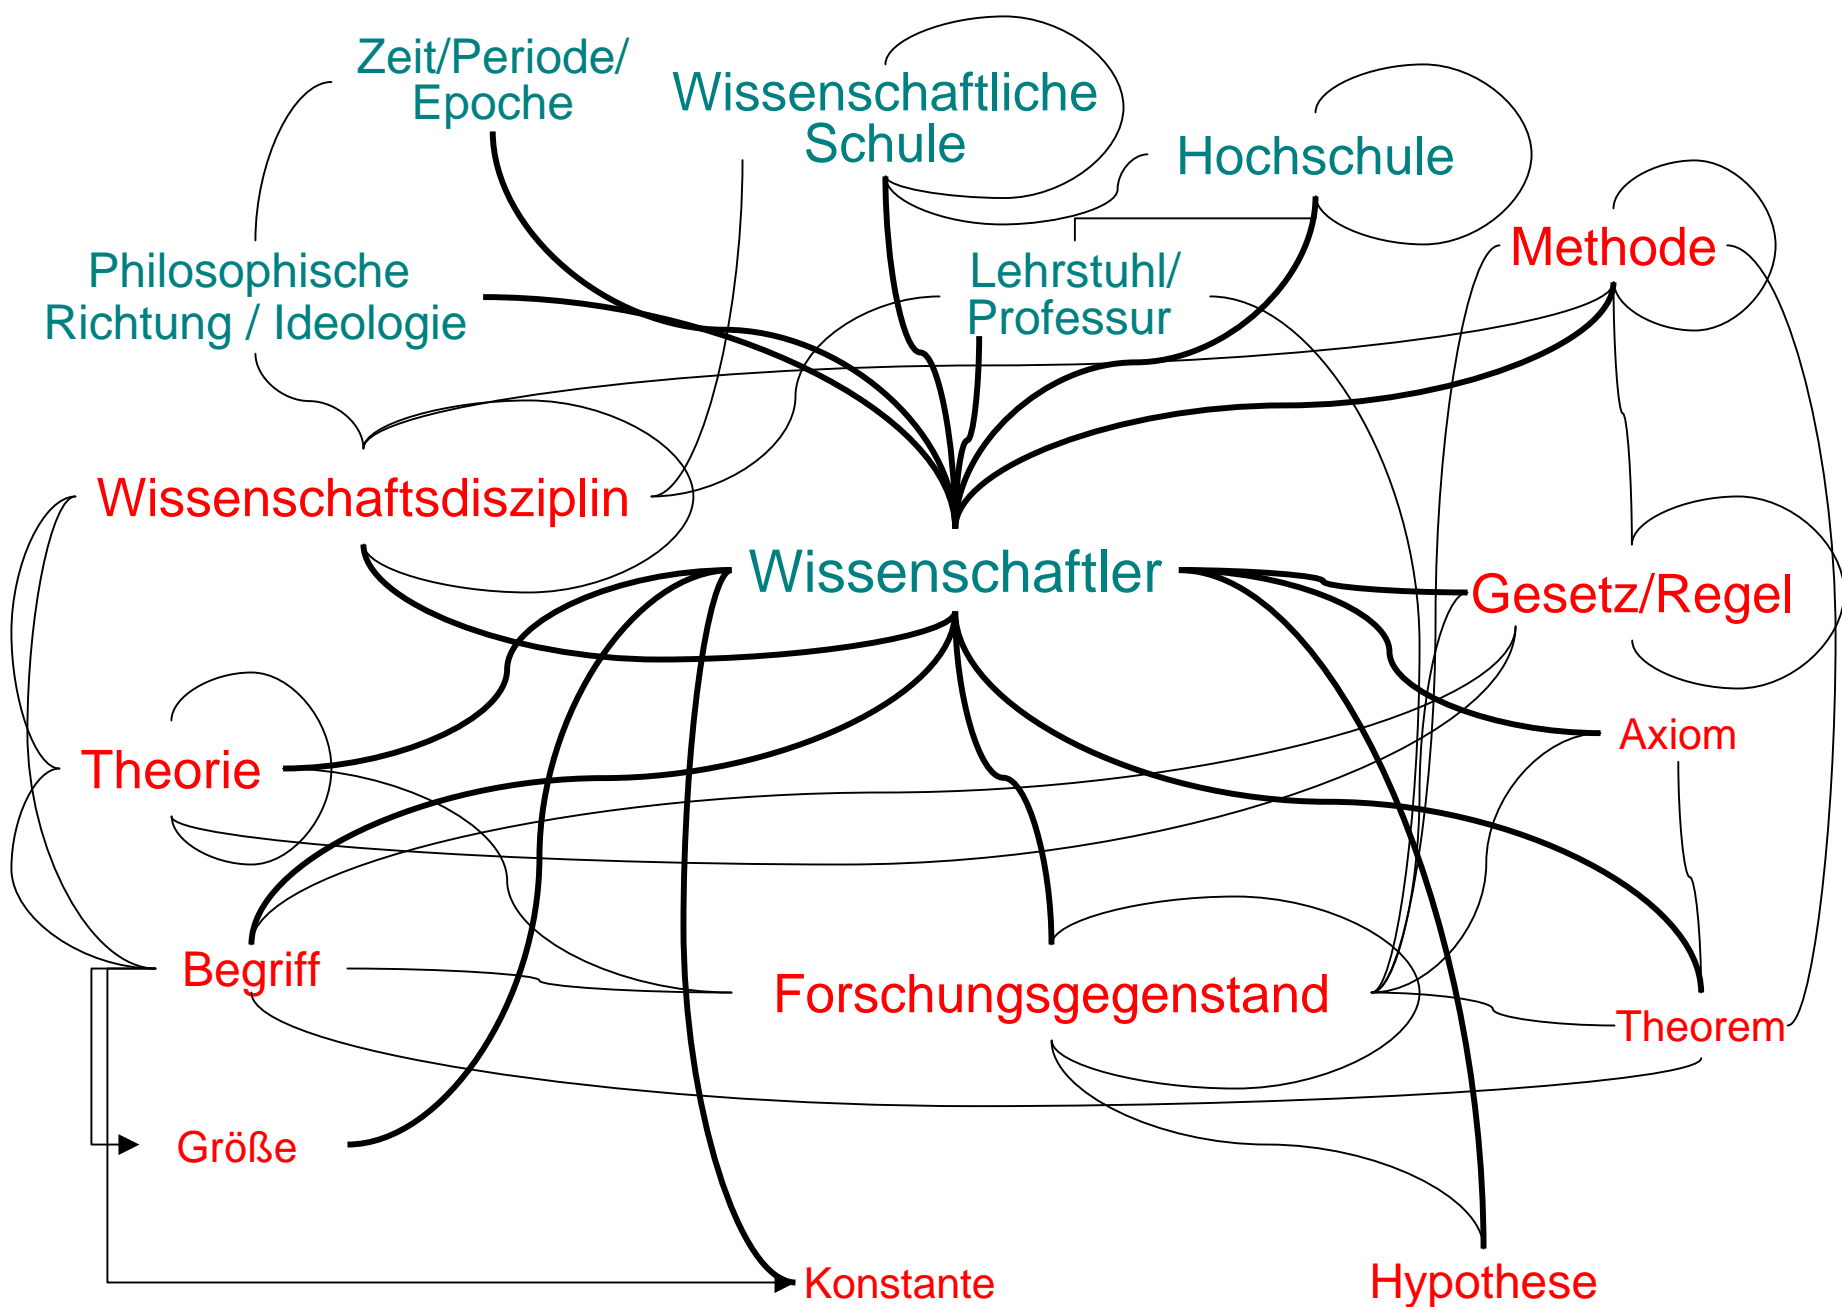 Zeit/Periode/
Epoche
Wissenschaftliche
Schule
Hochschule
Methode
Philosophische
Richtung / Ideologie
Lehrstuhl/
Professur
Wissenschaftsdisziplin
Wissenschaftler
Gesetz/Regel
Axiom
Theorie
Begriff
Forschungsgegenstand
Theorem
Größe
Konstante
Hypothese